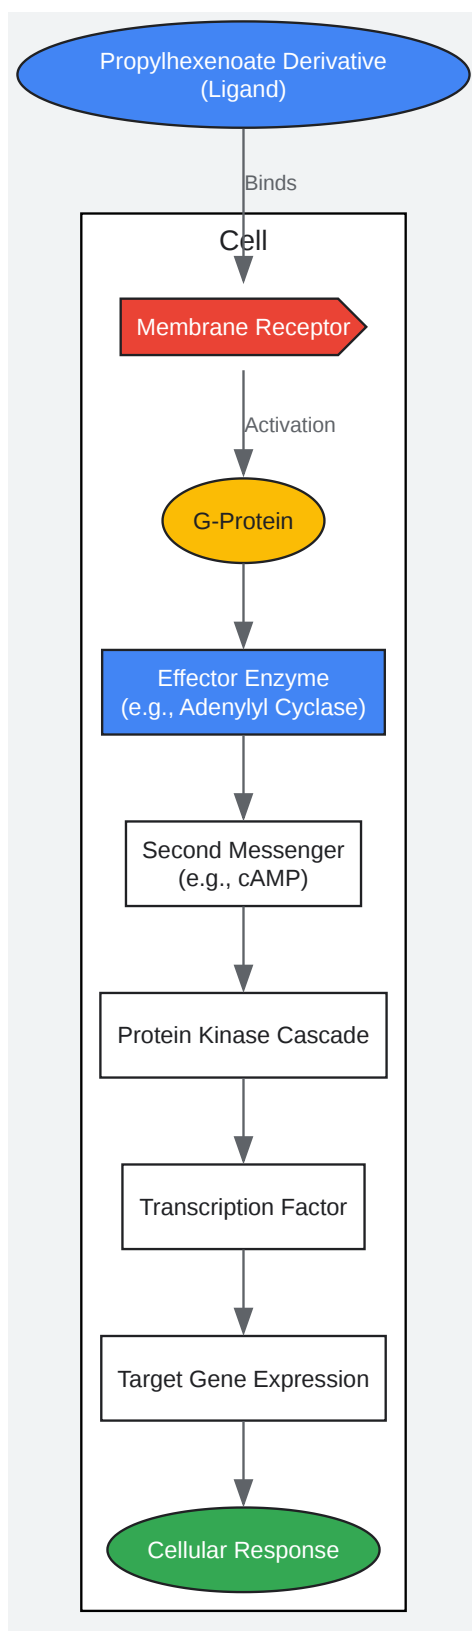 Propylhexenoate Derivative
(Ligand)
Binds
Cell
Membrane Receptor
Activation
G-Protein
Effector Enzyme
(e.g., Adenylyl Cyclase)
Second Messenger
(e.g., cAMP)
Protein Kinase Cascade
Transcription Factor
Target Gene Expression
Cellular Response